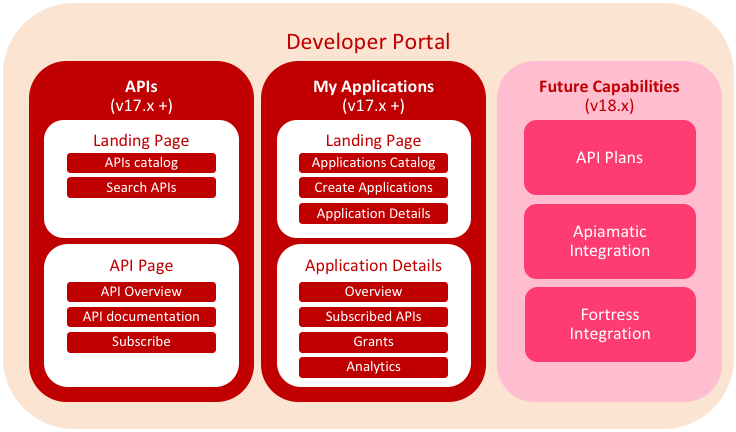 Developer Portal
APIs
(v17.x +)
Landing Page
APIs catalog
Search APIs
API Page
API Overview
API documentation
Subscribe
My Applications
(v17.x +)
Landing Page
Applications Catalog
Create Applications
Application Details
Application Details
Overview
Subscribed APIs
Grants
Analytics
Future Capabilities
(v18.x)
API Plans
Apiamatic
Integration
Fortress
Integration